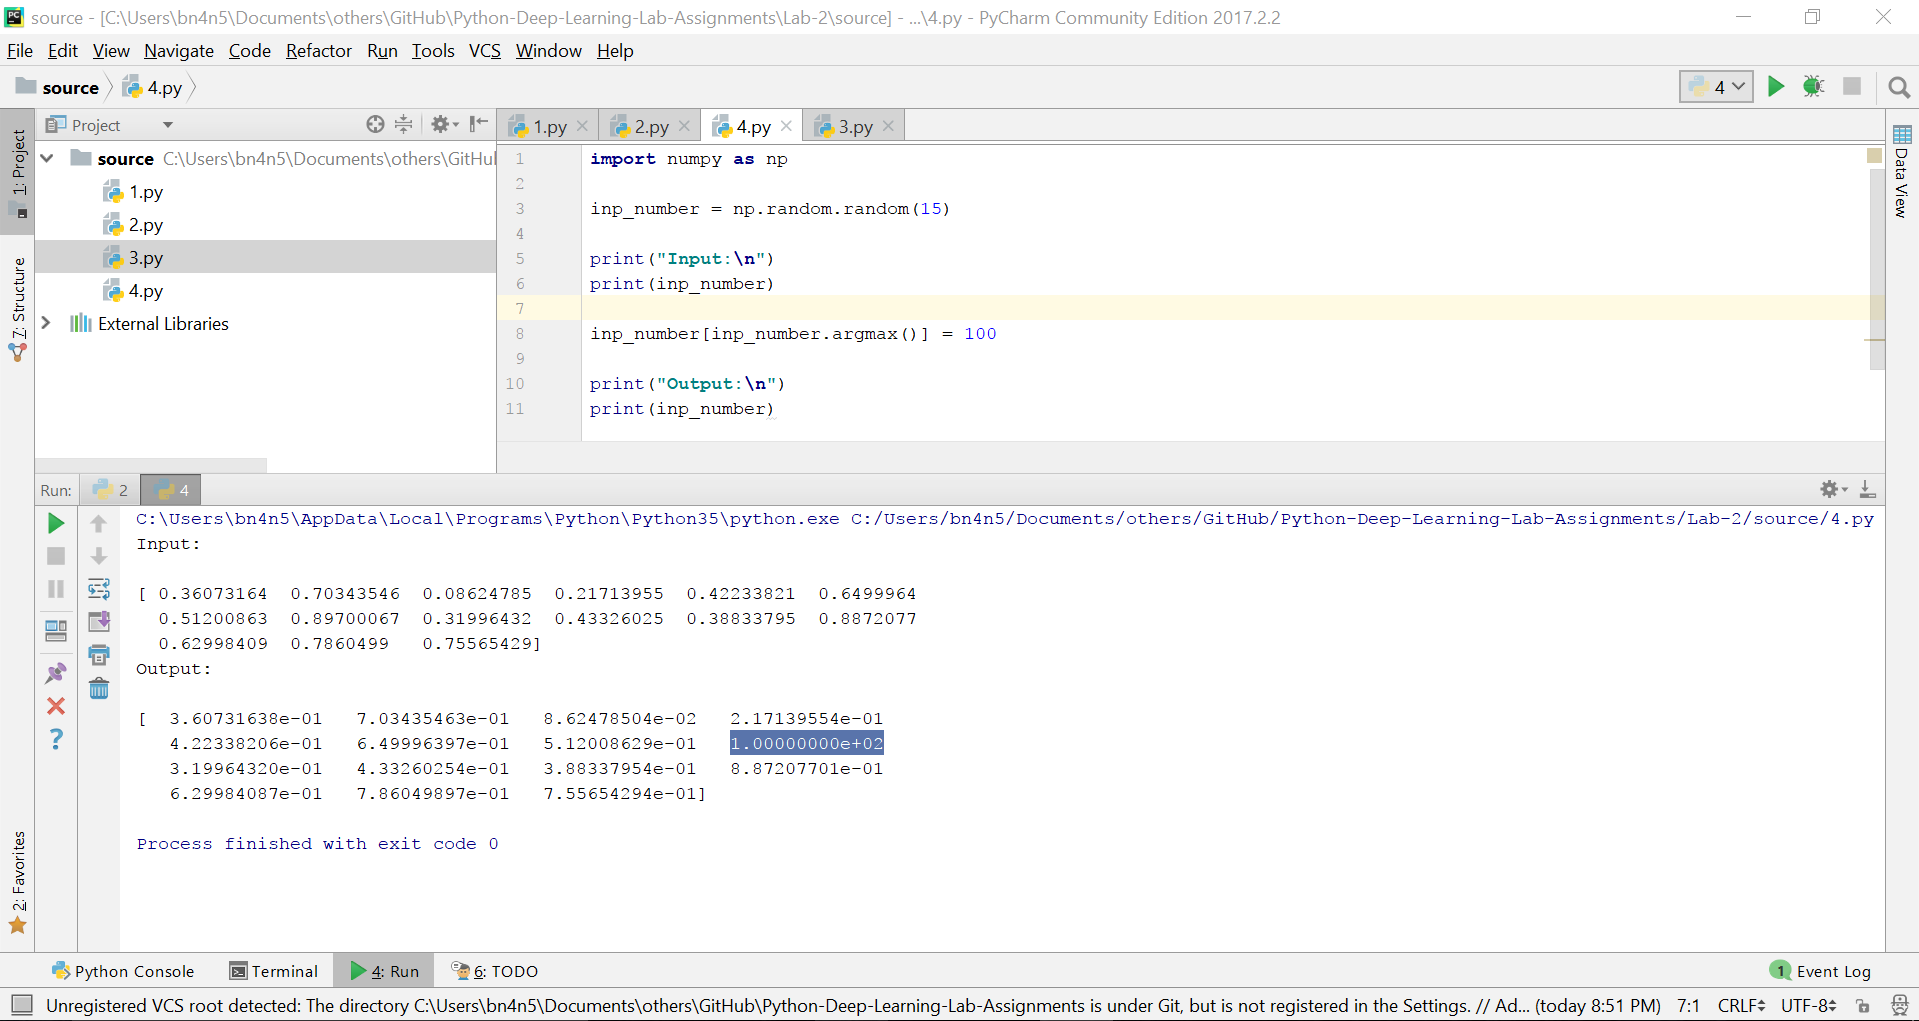 source - [C:\Users\bn4n5\Documents\others\GitHub\Python-Deep-Learning-Lab-Assignments\Lab-2\source] - ...\4.py - PyCharm Community Edition 2017.2.2
File Edit View Navigate Code Refactor Run Tools VCS Window Help
source 4.py 4
Project 1.py 2.py 4.py 3.py
1: Project
7: Structure
2: Favorites
Data View
source C:\Users\bn4n5\Documents\others\GitHu
1.py
2.py
3.py
4.py
External Libraries
1 import numpy as np
2
3 inp_number = np.random.random(15)
4
5 print("Input:\n")
6 print(inp_number)
7
8 inp_number[inp_number.argmax()] = 100
9
10 print("Output:\n")
11 print(inp_number)
Run: 2 4
C:\Users\bn4n5\AppData\Local\Programs\Python\Python35\python.exe C:/Users/bn4n5/Documents/others/GitHub/Python-Deep-Learning-Lab-Assignments/Lab-2/source/4.py
Input:
[ 0.36073164 0.70343546 0.08624785 0.21713955 0.42233821 0.6499964
0.51200863 0.89700067 0.31996432 0.43326025 0.38833795 0.8872077
0.62998409 0.7860499 0.75565429]
Output:
[ 3.60731638e-01 7.03435463e-01 8.62478504e-02 2.17139554e-01
4.22338206e-01 6.49996397e-01 5.12008629e-01 1.00000000e+02
3.19964320e-01 4.33260254e-01 3.88337954e-01 8.87207701e-01
6.29984087e-01 7.86049897e-01 7.55654294e-01]
Process finished with exit code 0
Python Console Terminal 4: Run 6: TODO 1 Event Log
Unregistered VCS root detected: The directory C:\Users\bn4n5\Documents\others\GitHub\Python-Deep-Learning-Lab-Assignments is under Git, but is not registered in the Settings. // Ad... (today 8:51 PM) 7:1 CRLF UTF-8